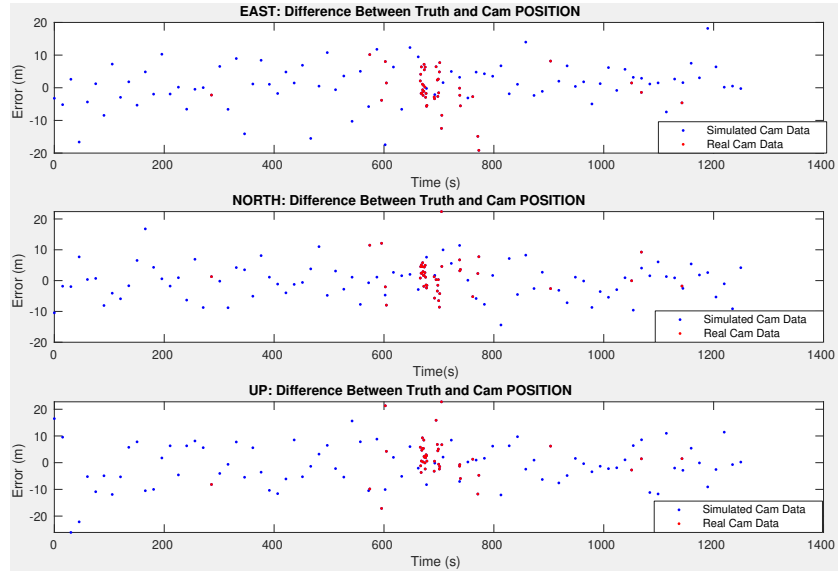 EAST: Difference Between Truth and Cam POSITION
20
10
0
-10
-20
Error (m)
0 200 400 600 800 1000 1200 1400
Time (s)
Simulated Cam Data
Real Cam Data
NORTH: Difference Between Truth and Cam POSITION
20
10
0
-10
-20
Error (m)
0 200 400 600 800 1000 1200 1400
Time(s)
Simulated Cam Data
Real Cam Data
UP: Difference Between Truth and Cam POSITION
20
10
0
-10
-20
Error (m)
0 200 400 600 800 1000 1200 1400
Time (s)
Simulated Cam Data
Real Cam Data